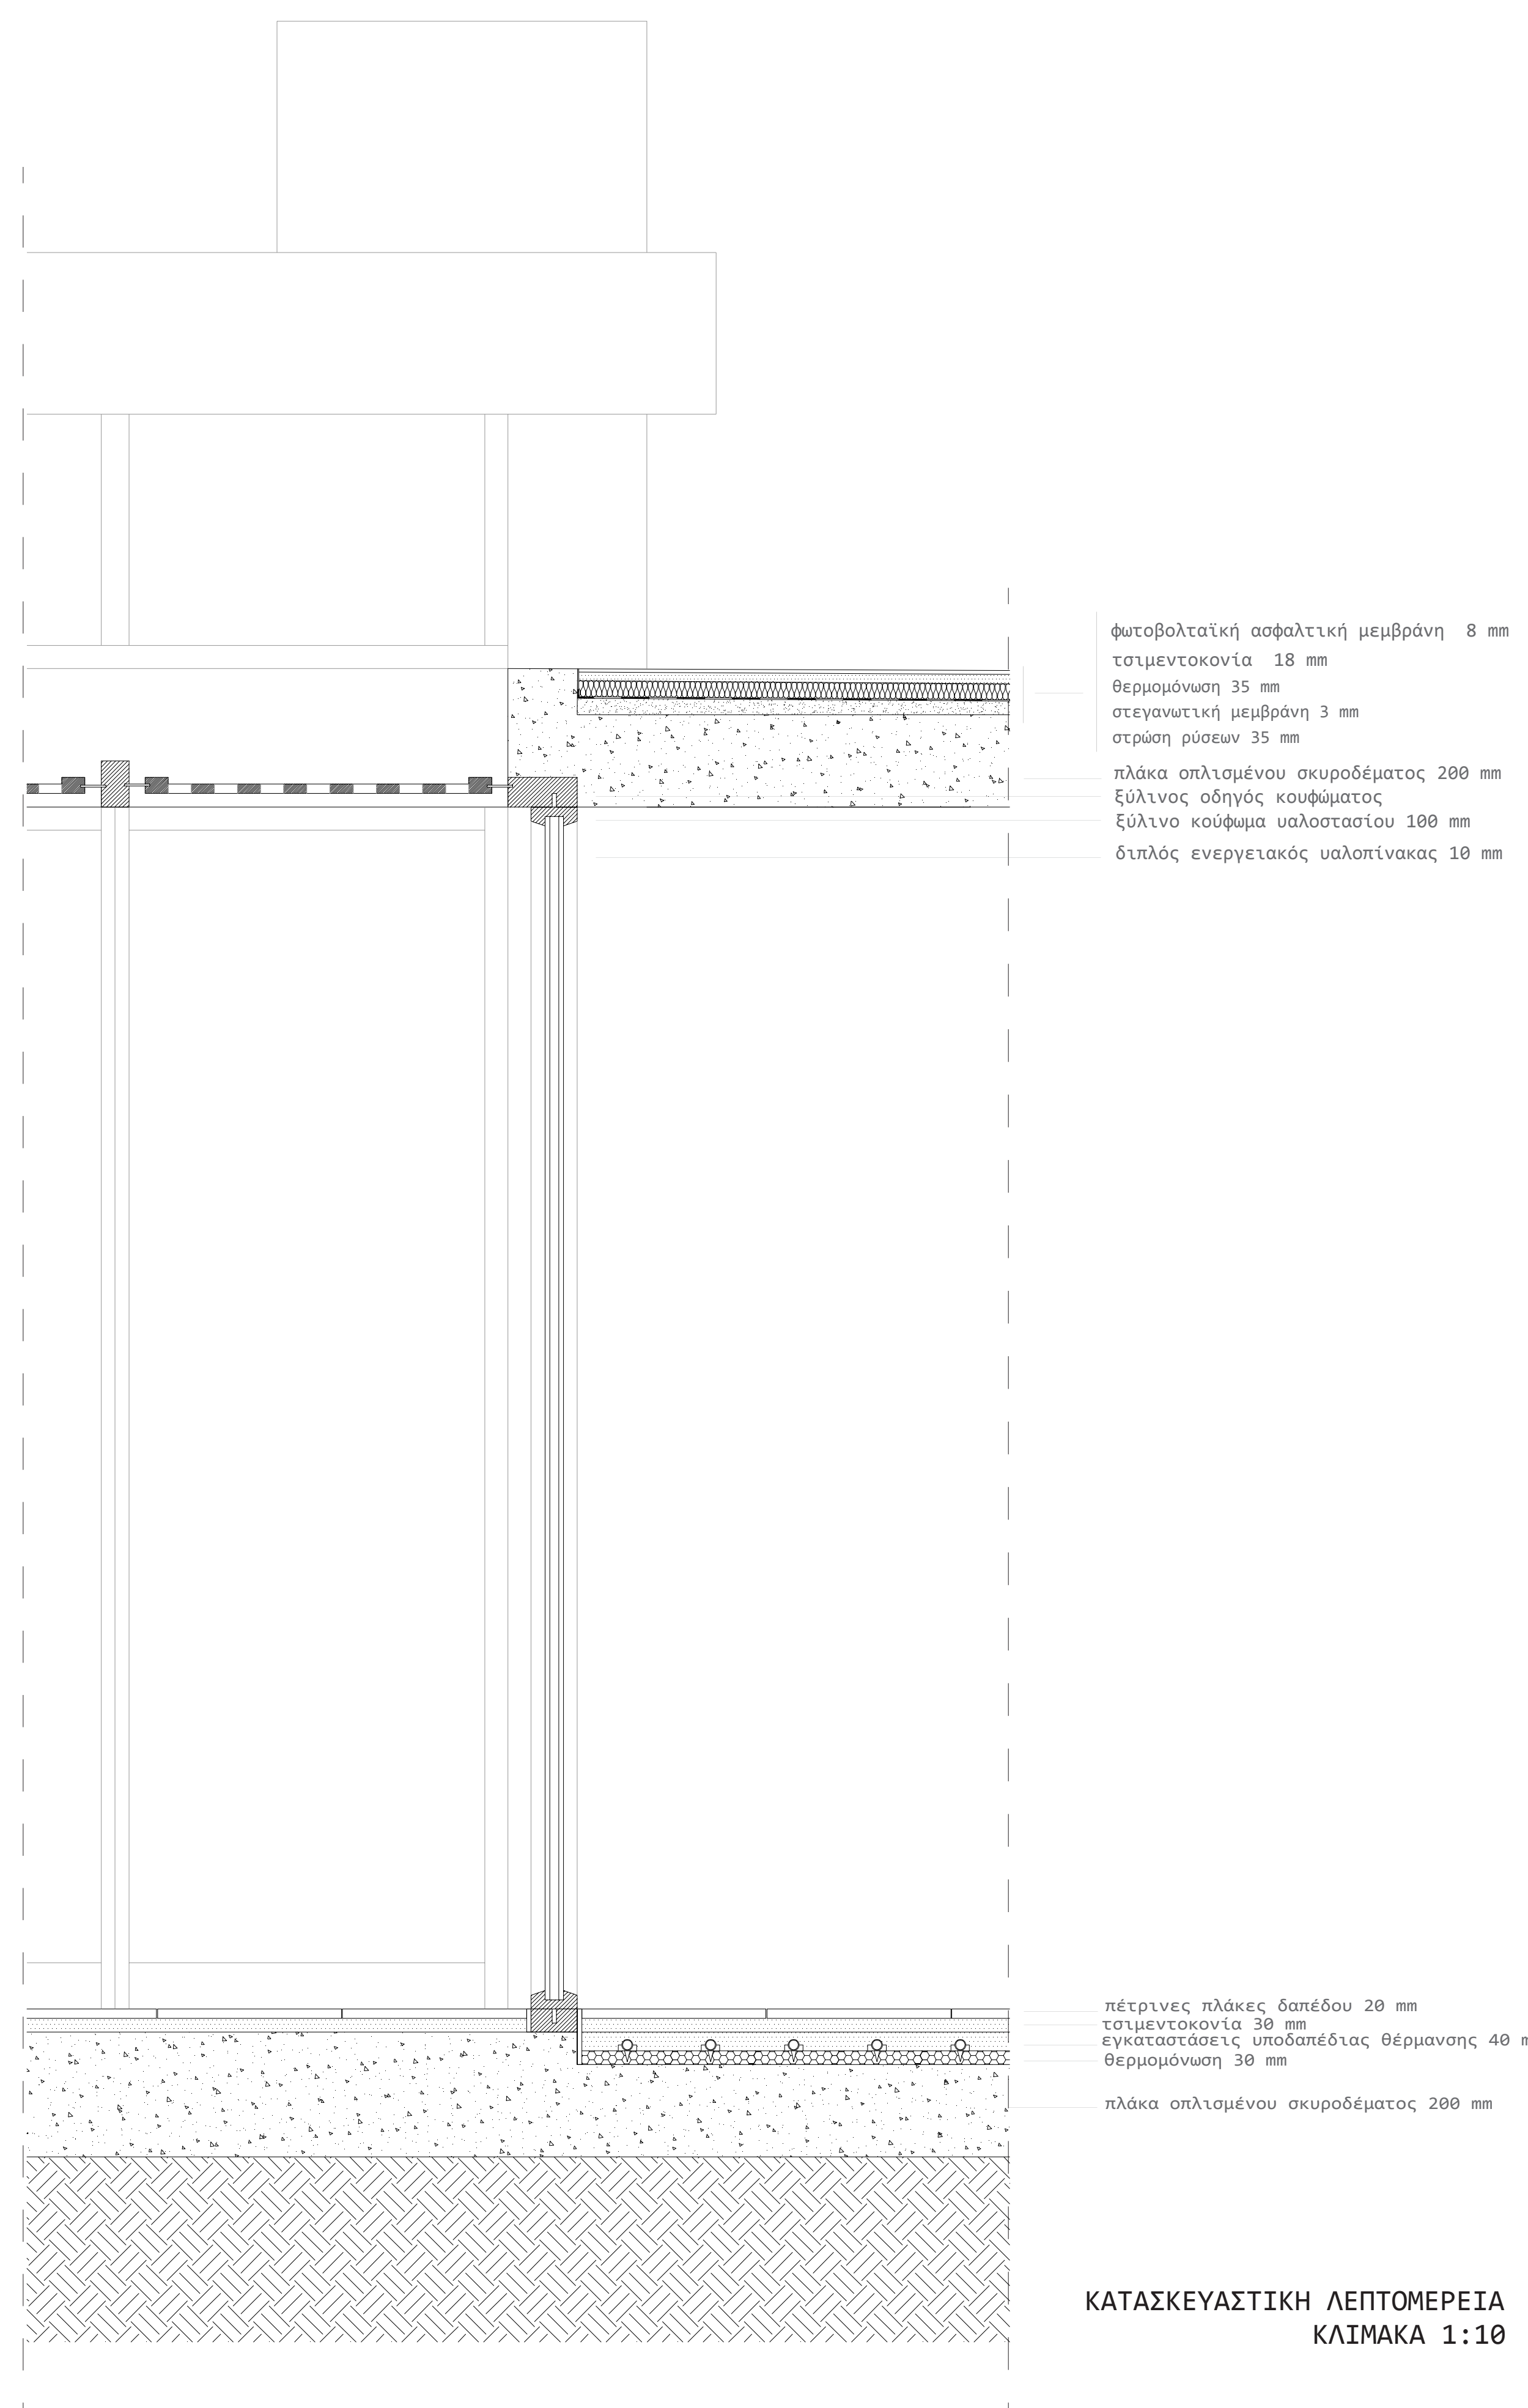 φωτοβολταϊκή ασφαλτική μεμβράνη 8 mm
τσιμεντοκονία 18 mm
θερμομόνωση 35 mm
στεγανωτική μεμβράνη 3 mm
στρώση ρύσεων 35 mm
πλάκα οπλισμένου σκυροδέματος 200 mm
ξύλινος οδηγός κουφώματος
ξύλινο κούφωμα υαλοστασίου 100 mm
διπλός ενεργειακός υαλοπίνακας 10 mm
πέτρινες πλάκες δαπέδου 20 mm
τσιμεντοκονία 30 mm
εγκαταστάσεις υποδαπέδιας θέρμανσης 40 m
θερμομόνωση 30 mm
πλάκα οπλισμένου σκυροδέματος 200 mm
ΚΑΤΑΣΚΕΥΑΣΤΙΚΗ ΛΕΠΤΟΜΕΡΕΙΑ
ΚΛΙΜΑΚΑ 1:10